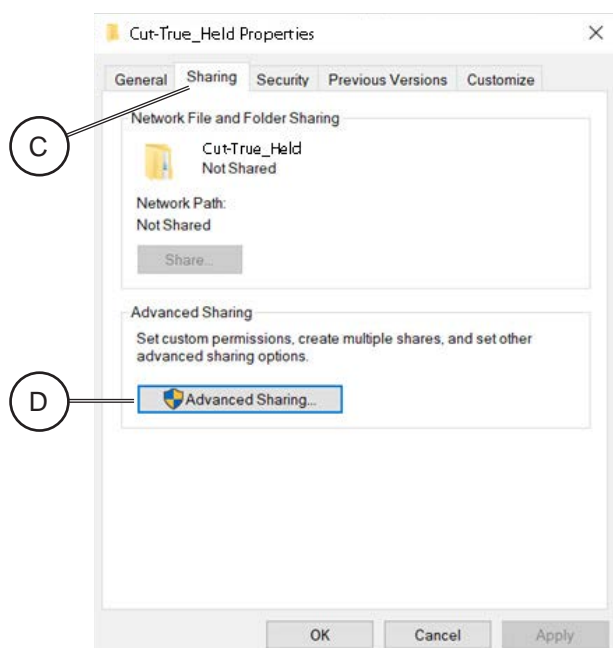 Cut-True_Held Properties
General Sharing Security Previous Versions Customize
C
Network File and Folder Sharing
Cut-True_Held
Not Shared
Network Path:
Not Shared
Share...
Advanced Sharing
Set custom permissions, create multiple shares, and set other
advanced sharing options.
D
Advanced Sharing...
OK Cancel Apply